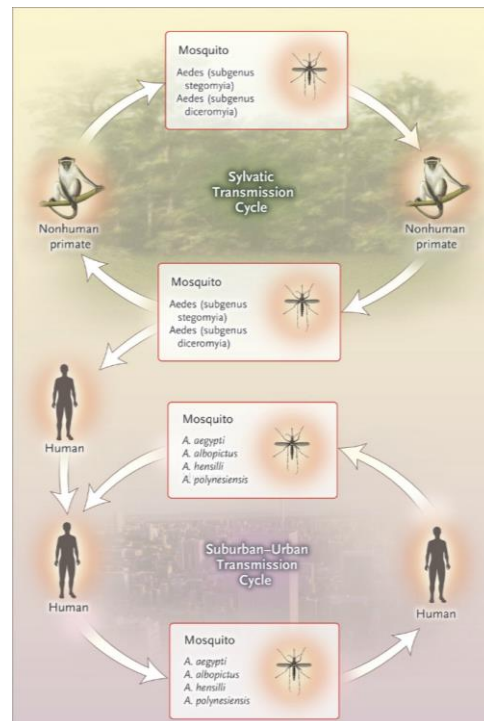 Mosquito
Aedes (subgenus
stegomyia)
Aedes (subgenus
diceromyia)
Sylvatic
Transmission
Cycle
Nonhuman
primate
Nonhuman
primate
Mosquito
Aedes (subgenus
stegomyia)
Aedes (subgenus
diceromyia)
Human
Mosquito
A. aegypti
A. albopictus
A. hensilli
A. polynesiensis
Suburban–Urban
Transmission
Cycle
Human
Human
Mosquito
A. aegypti
A. albopictus
A. hensilli
A. polynesiensis